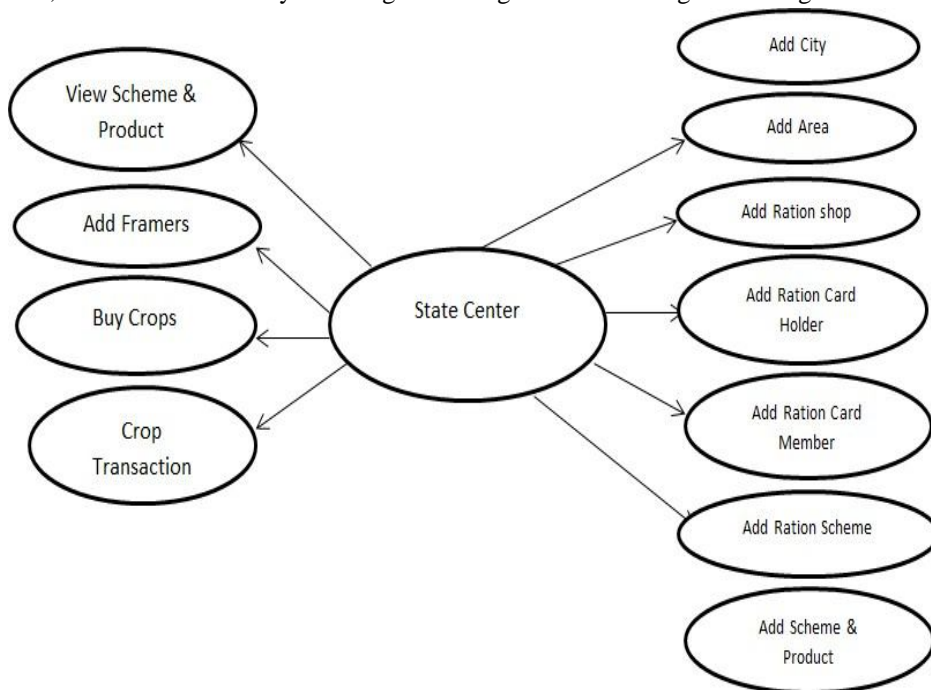 View Scheme &
Product
Add Framers
Buy Crops
Crop
Transaction
State Center
Add City
Add Area
Add Ration shop
Add Ration Card
Holder
Add Ration Card
Member
Add Ration Scheme
Add Scheme &
Product